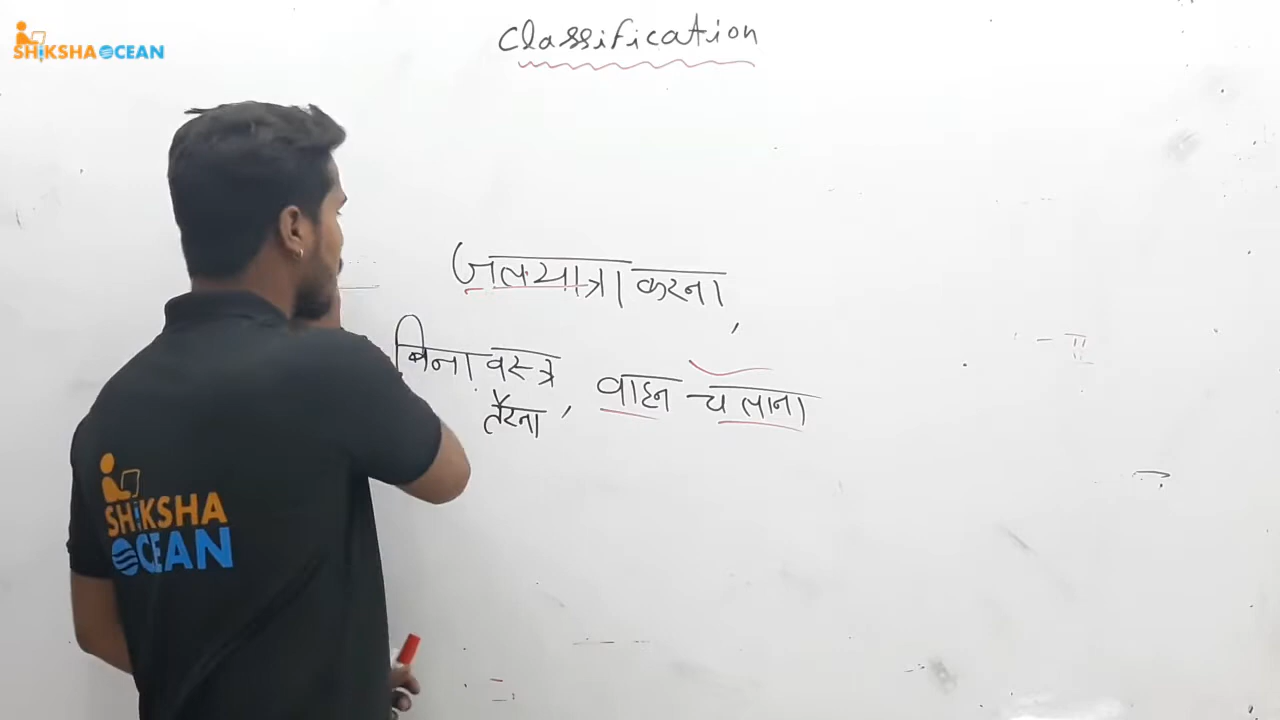 SHiKSHA OCEAN
Classification
जलयात्रा करना,
बिना वस्त्र
तैरना, वाहन चलाना
SHiKSHA
OCEAN